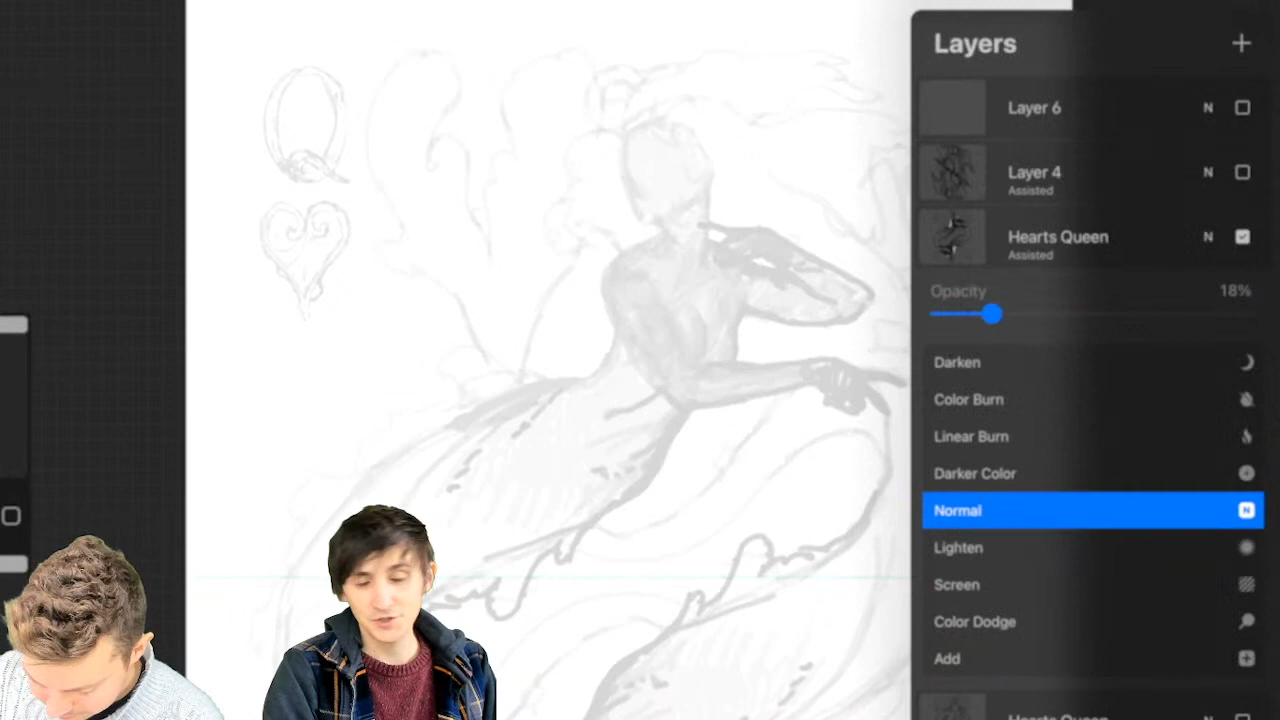 Layers
Layer 6
N
Layer 4
N
Assisted
Hearts Queen
N
Assisted
Opacity
18%
Darken
Color Burn
Linear Burn
Darker Color
Normal
N
Lighten
Screen
Color Dodge
Add
Hearts Queen
Q